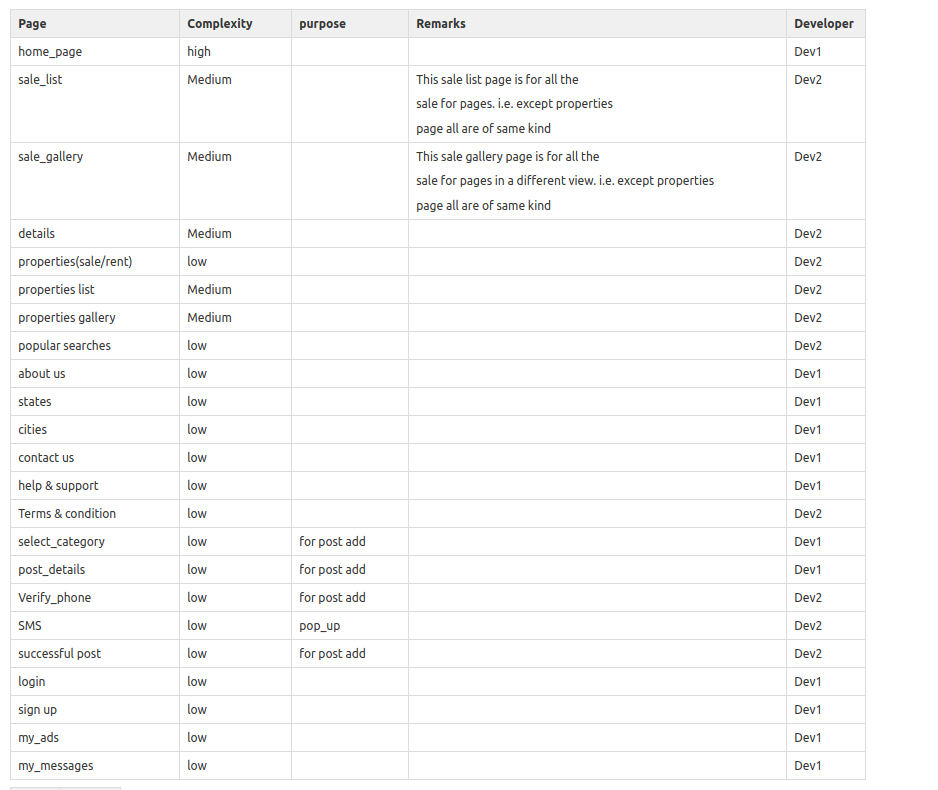 Page Complexity purpose Remarks Developer
home_page high Dev1
sale_list Medium This sale list page is for all the Dev2
sale for pages. i.e. except properties
page all are of same kind
sale_gallery Medium This sale gallery page is for all the Dev2
sale for pages in a different view. i.e. except properties
page all are of same kind
details Medium Dev2
properties(sale/rent) low Dev2
properties list Medium Dev2
properties gallery Medium Dev2
popular searches low Dev2
about us low Dev1
states low Dev1
cities low Dev1
contact us low Dev1
help & support low Dev1
Terms & condition low Dev2
select_category low for post add Dev1
post_details low for post add Dev1
Verify_phone low for post add Dev2
SMS low pop_up Dev2
successful post low for post add Dev2
login low Dev1
sign up low Dev1
my_ads low Dev1
my_messages low Dev1